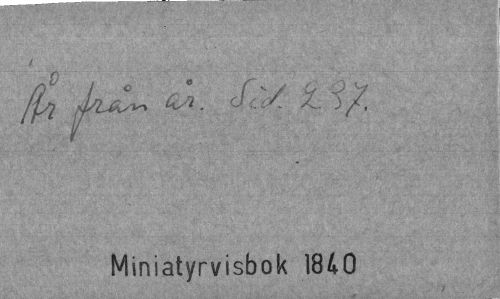 År från år. Sid. 237.
Miniatyrvisbok 1840